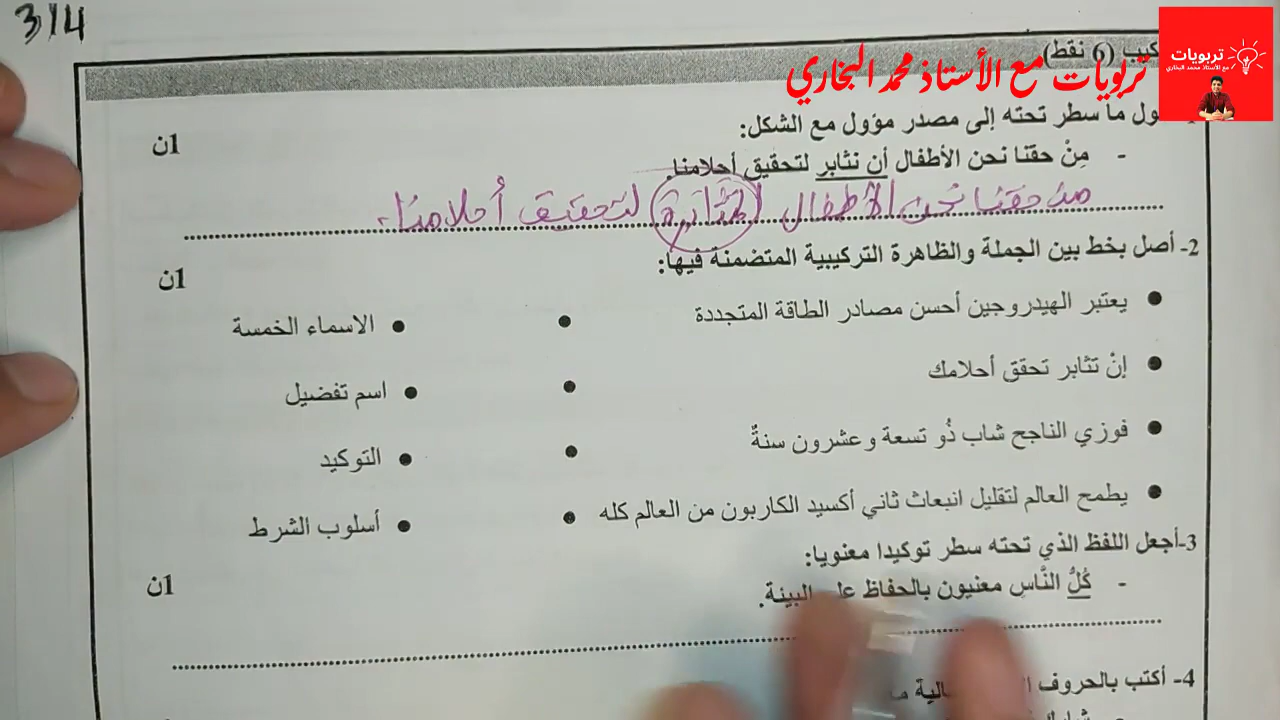 3/4
تربويات
مع الأستاذ محمد البخاري
تربويات مع الأستاذ محمد البخاري
(6 نقط)
ما سطر تحته إلى مصدر مؤول مع الشكل:
1ن
- مِنْ حقنا نحن الأطفال أن نثابر لتحقيق أحلامنا.
من حقنا نحن الأطفال المثابرة لتحقيق أحلامنا.
2- أصل بخط بين الجملة والظاهرة التركيبية المتضمنة فيها:
1ن
• يعتبر الهيدروجين أحسن مصادر الطاقة المتجددة • • الاسماء الخمسة
• إنْ تثابر تحقق أحلامك • • اسم تفضيل
• فوزي الناجح شاب ذُو تسعة وعشرون سنةٌ • • التوكيد
• يطمح العالم لتقليل انبعاث ثاني أكسيد الكاربون من العالم كله • • أسلوب الشرط
3-أجعل اللفظ الذي تحته سطر توكيدا معنويا:
1ن
- كُلُّ النَّاسِ معنيون بالحفاظ على البيئة.
4- أكتب بالحروف